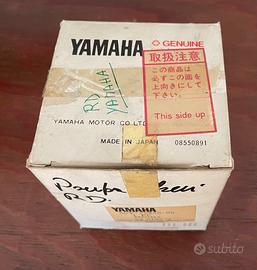 YAMAHA
GENUINE
取扱注意
この商品は
必ずこの面を
上向きにして
下さい
This side up
RD
YAMAHA
YAMAHA MOTOR CO LTD
MADE IN JAPAN
08550891
RD.
YAMAHA
subito